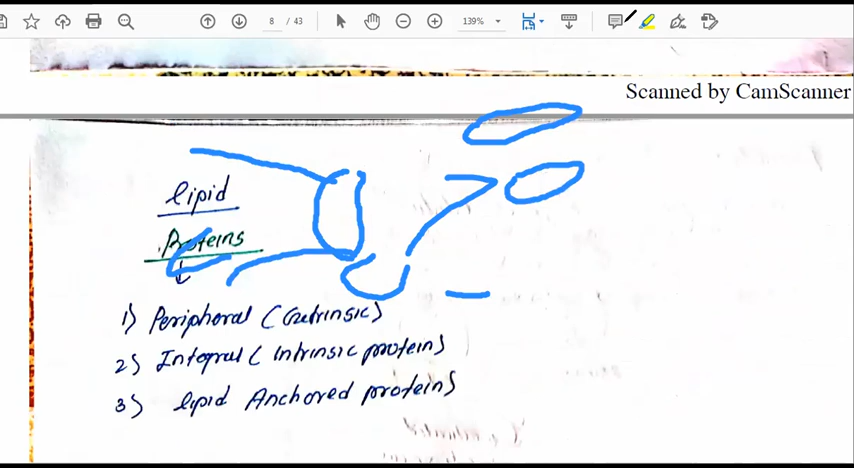 8 / 43
139%
Scanned by CamScanner
lipid
Proteins
1) Peripheral (Extrinsic)
2) Integral (Intrinsic proteins)
3) lipid Anchored proteins